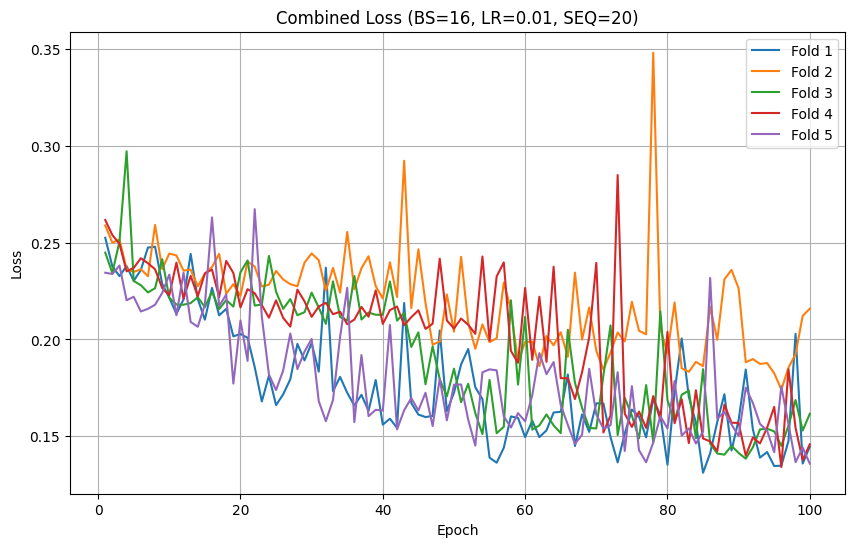 Combined Loss (BS=16, LR=0.01, SEQ=20)
Loss
0.35
0.30
0.25
0.20
0.15
Fold 1
Fold 2
Fold 3
Fold 4
Fold 5
0 20 40 60 80 100
Epoch